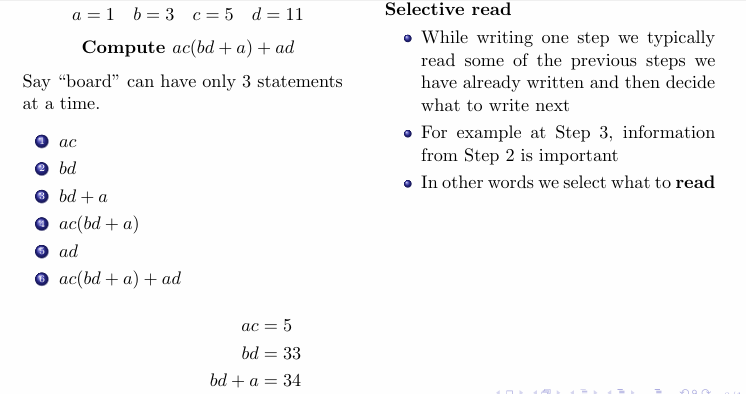 a = 1 b = 3 c = 5 d = 11
Compute ac(bd + a) + ad
Say “board” can have only 3 statements
at a time.
1 ac
2 bd
3 bd + a
4 ac(bd + a)
5 ad
6 ac(bd + a) + ad
ac = 5
bd = 33
bd + a = 34
Selective read
While writing one step we typically
read some of the previous steps we
have already written and then decide
what to write next
For example at Step 3, information
from Step 2 is important
In other words we select what to read